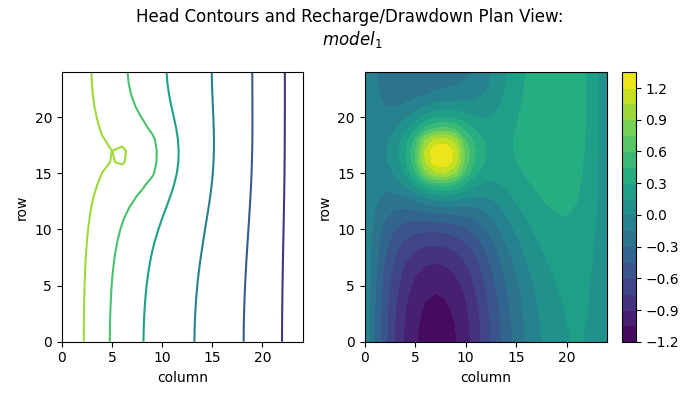 Head Contours and Recharge/Drawdown Plan View:
model₁
row
20
15
10
5
0
0 5 10 15 20
column
row
20
15
10
5
0
0 5 10 15 20
column
1.2
0.9
0.6
0.3
0.0
−0.3
−0.6
−0.9
−1.2